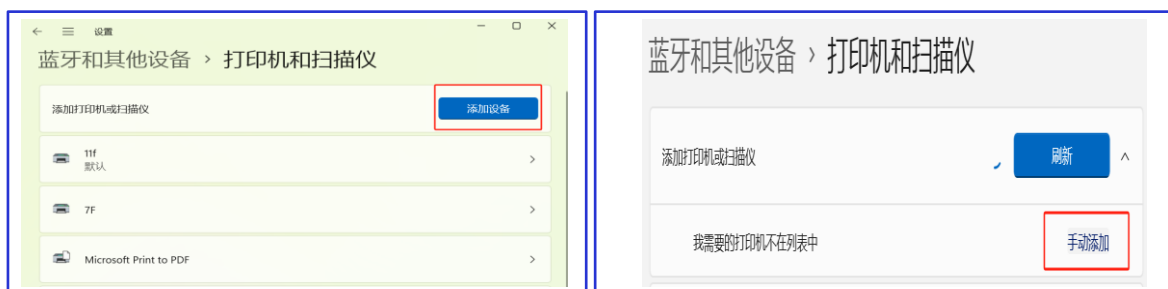 设置
蓝牙和其他设备 › 打印机和扫描仪
添加打印机或扫描仪 添加设备
11f
默认
7F
Microsoft Print to PDF
蓝牙和其他设备 › 打印机和扫描仪
添加打印机或扫描仪 刷新
我需要的打印机不在列表中 手动添加